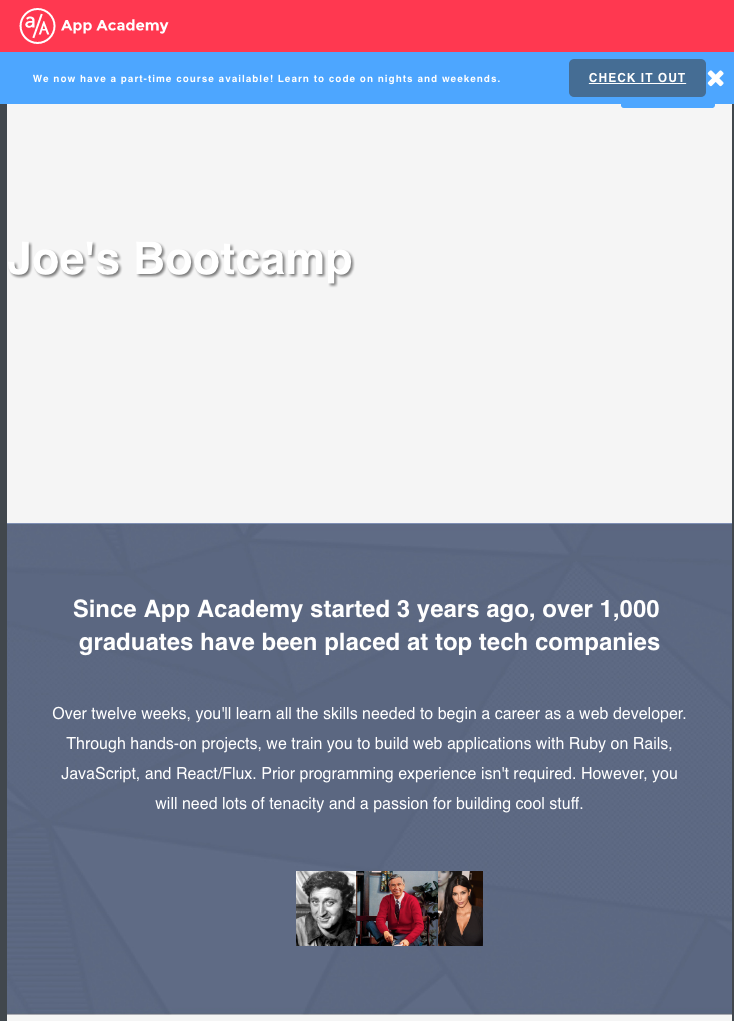 a/A App Academy
We now have a part-time course available! Learn to code on nights and weekends.
CHECK IT OUT
Joe's Bootcamp
Since App Academy started 3 years ago, over 1,000
graduates have been placed at top tech companies
Over twelve weeks, you'll learn all the skills needed to begin a career as a web developer.
Through hands-on projects, we train you to build web applications with Ruby on Rails,
JavaScript, and React/Flux. Prior programming experience isn't required. However, you
will need lots of tenacity and a passion for building cool stuff.